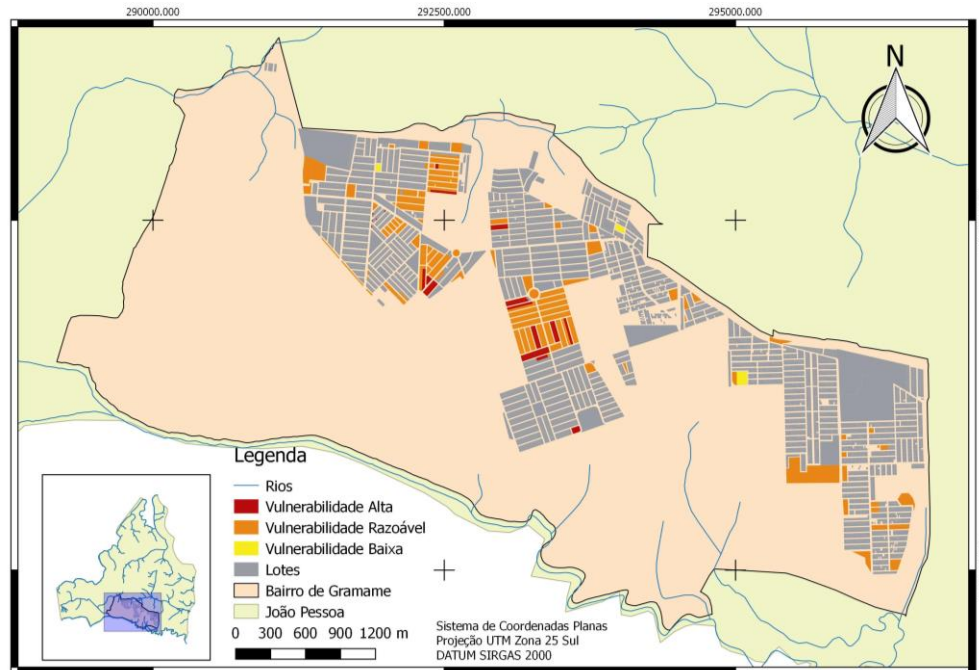 290000.000 292500.000 295000.000
N
Legenda
Rios
Vulnerabilidade Alta
Vulnerabilidade Razoável
Vulnerabilidade Baixa
Lotes
Bairro de Gramame
João Pessoa
0 300 600 900 1200 m
Sistema de Coordenadas Planas
Projeção UTM Zona 25 Sul
DATUM SIRGAS 2000